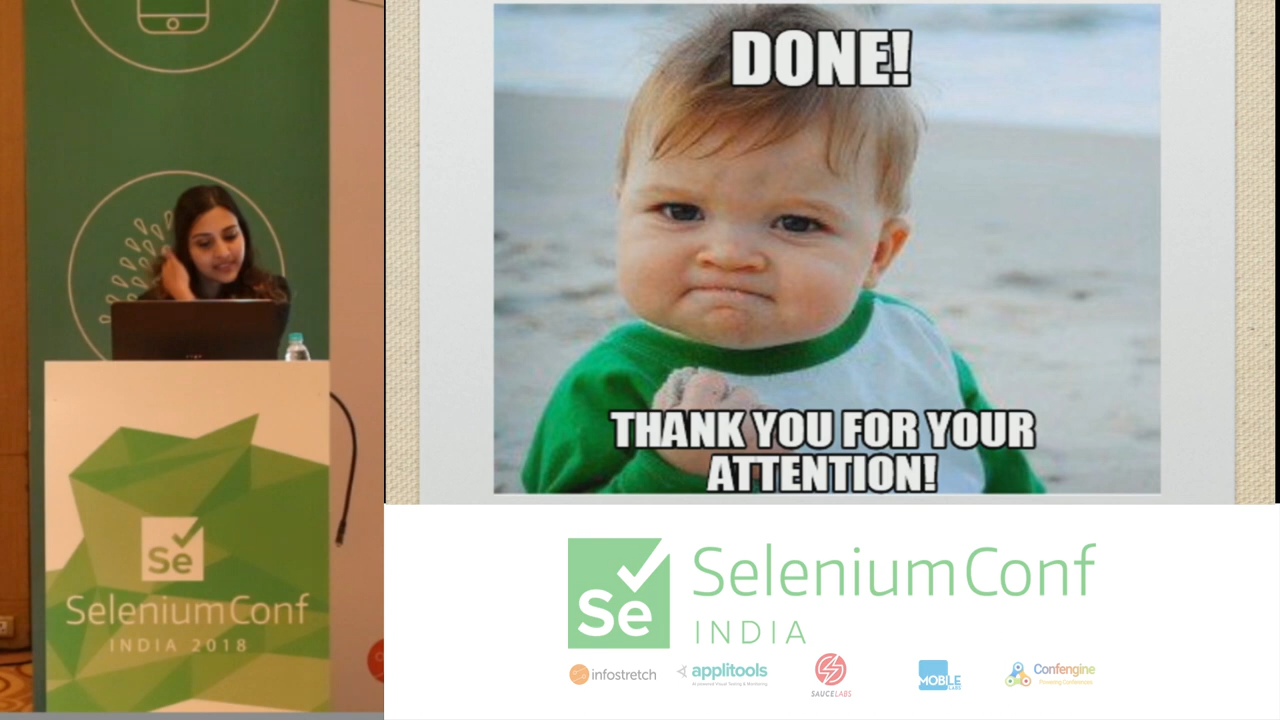 DONE!
THANK YOU FOR YOUR
ATTENTION!
Se
SeleniumConf
INDIA 2018
Se
SeleniumConf
INDIA
infostretch
applitools
SAUCELABS
MOBILE
LABS
Confengine